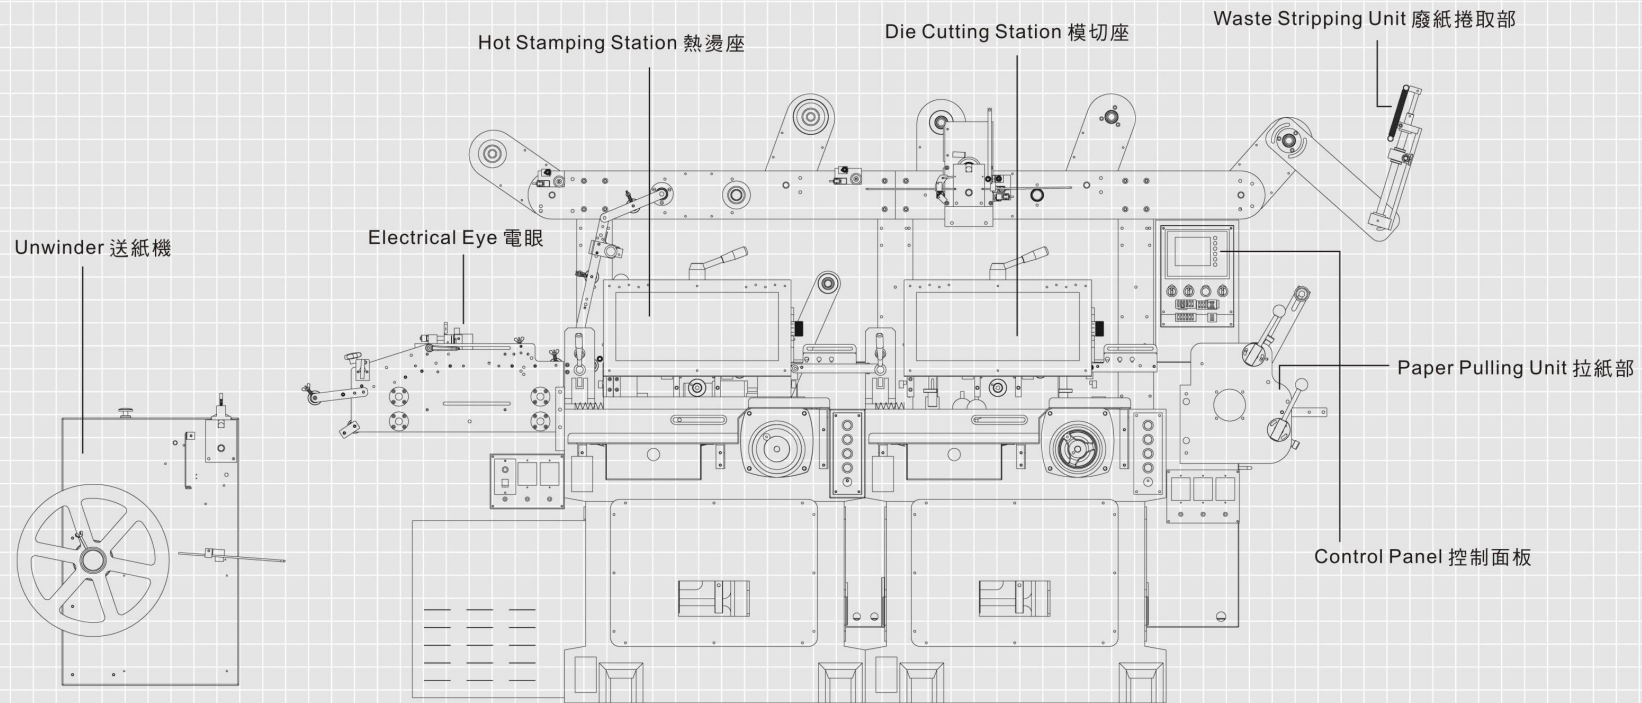 Waste Stripping Unit 廢紙捲取部
Die Cutting Station 模切座
Hot Stamping Station 熱燙座
Electrical Eye 電眼
Unwinder 送紙機
Paper Pulling Unit 拉紙部
Control Panel 控制面板